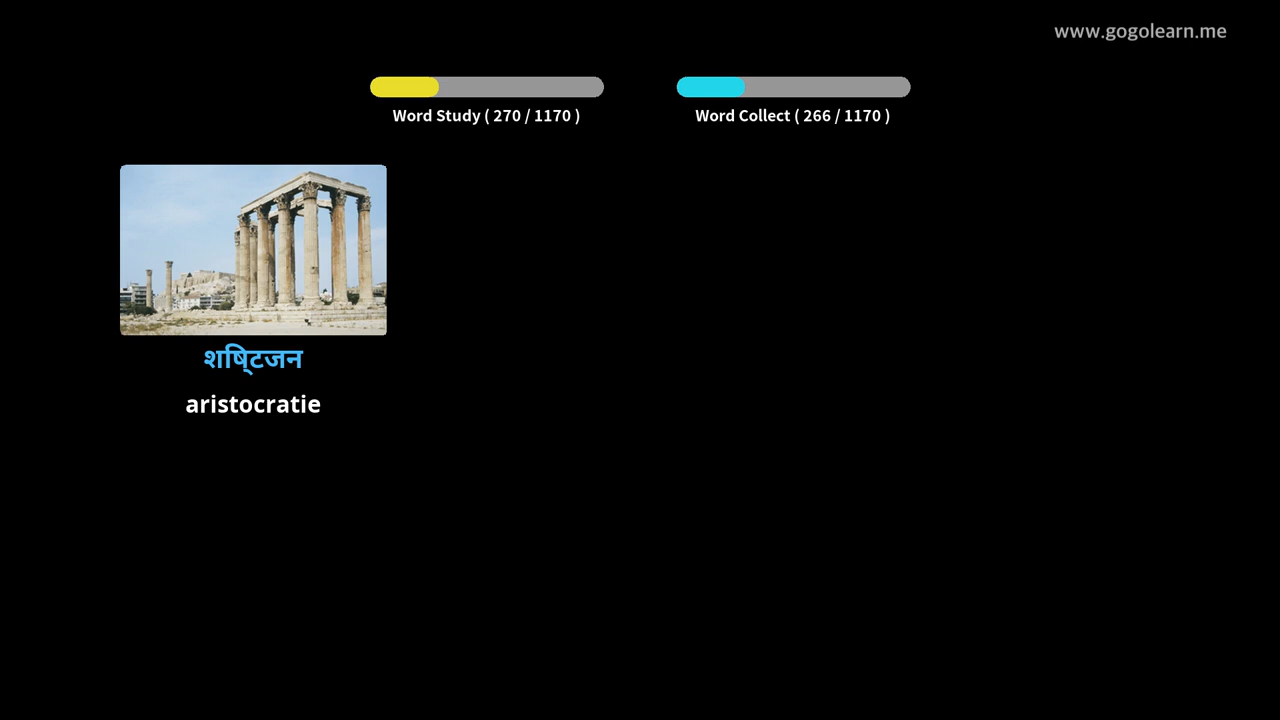 www.gogolearn.me
Word Study ( 270 / 1170 )
Word Collect ( 266 / 1170 )
शिष्टजन
aristocratie